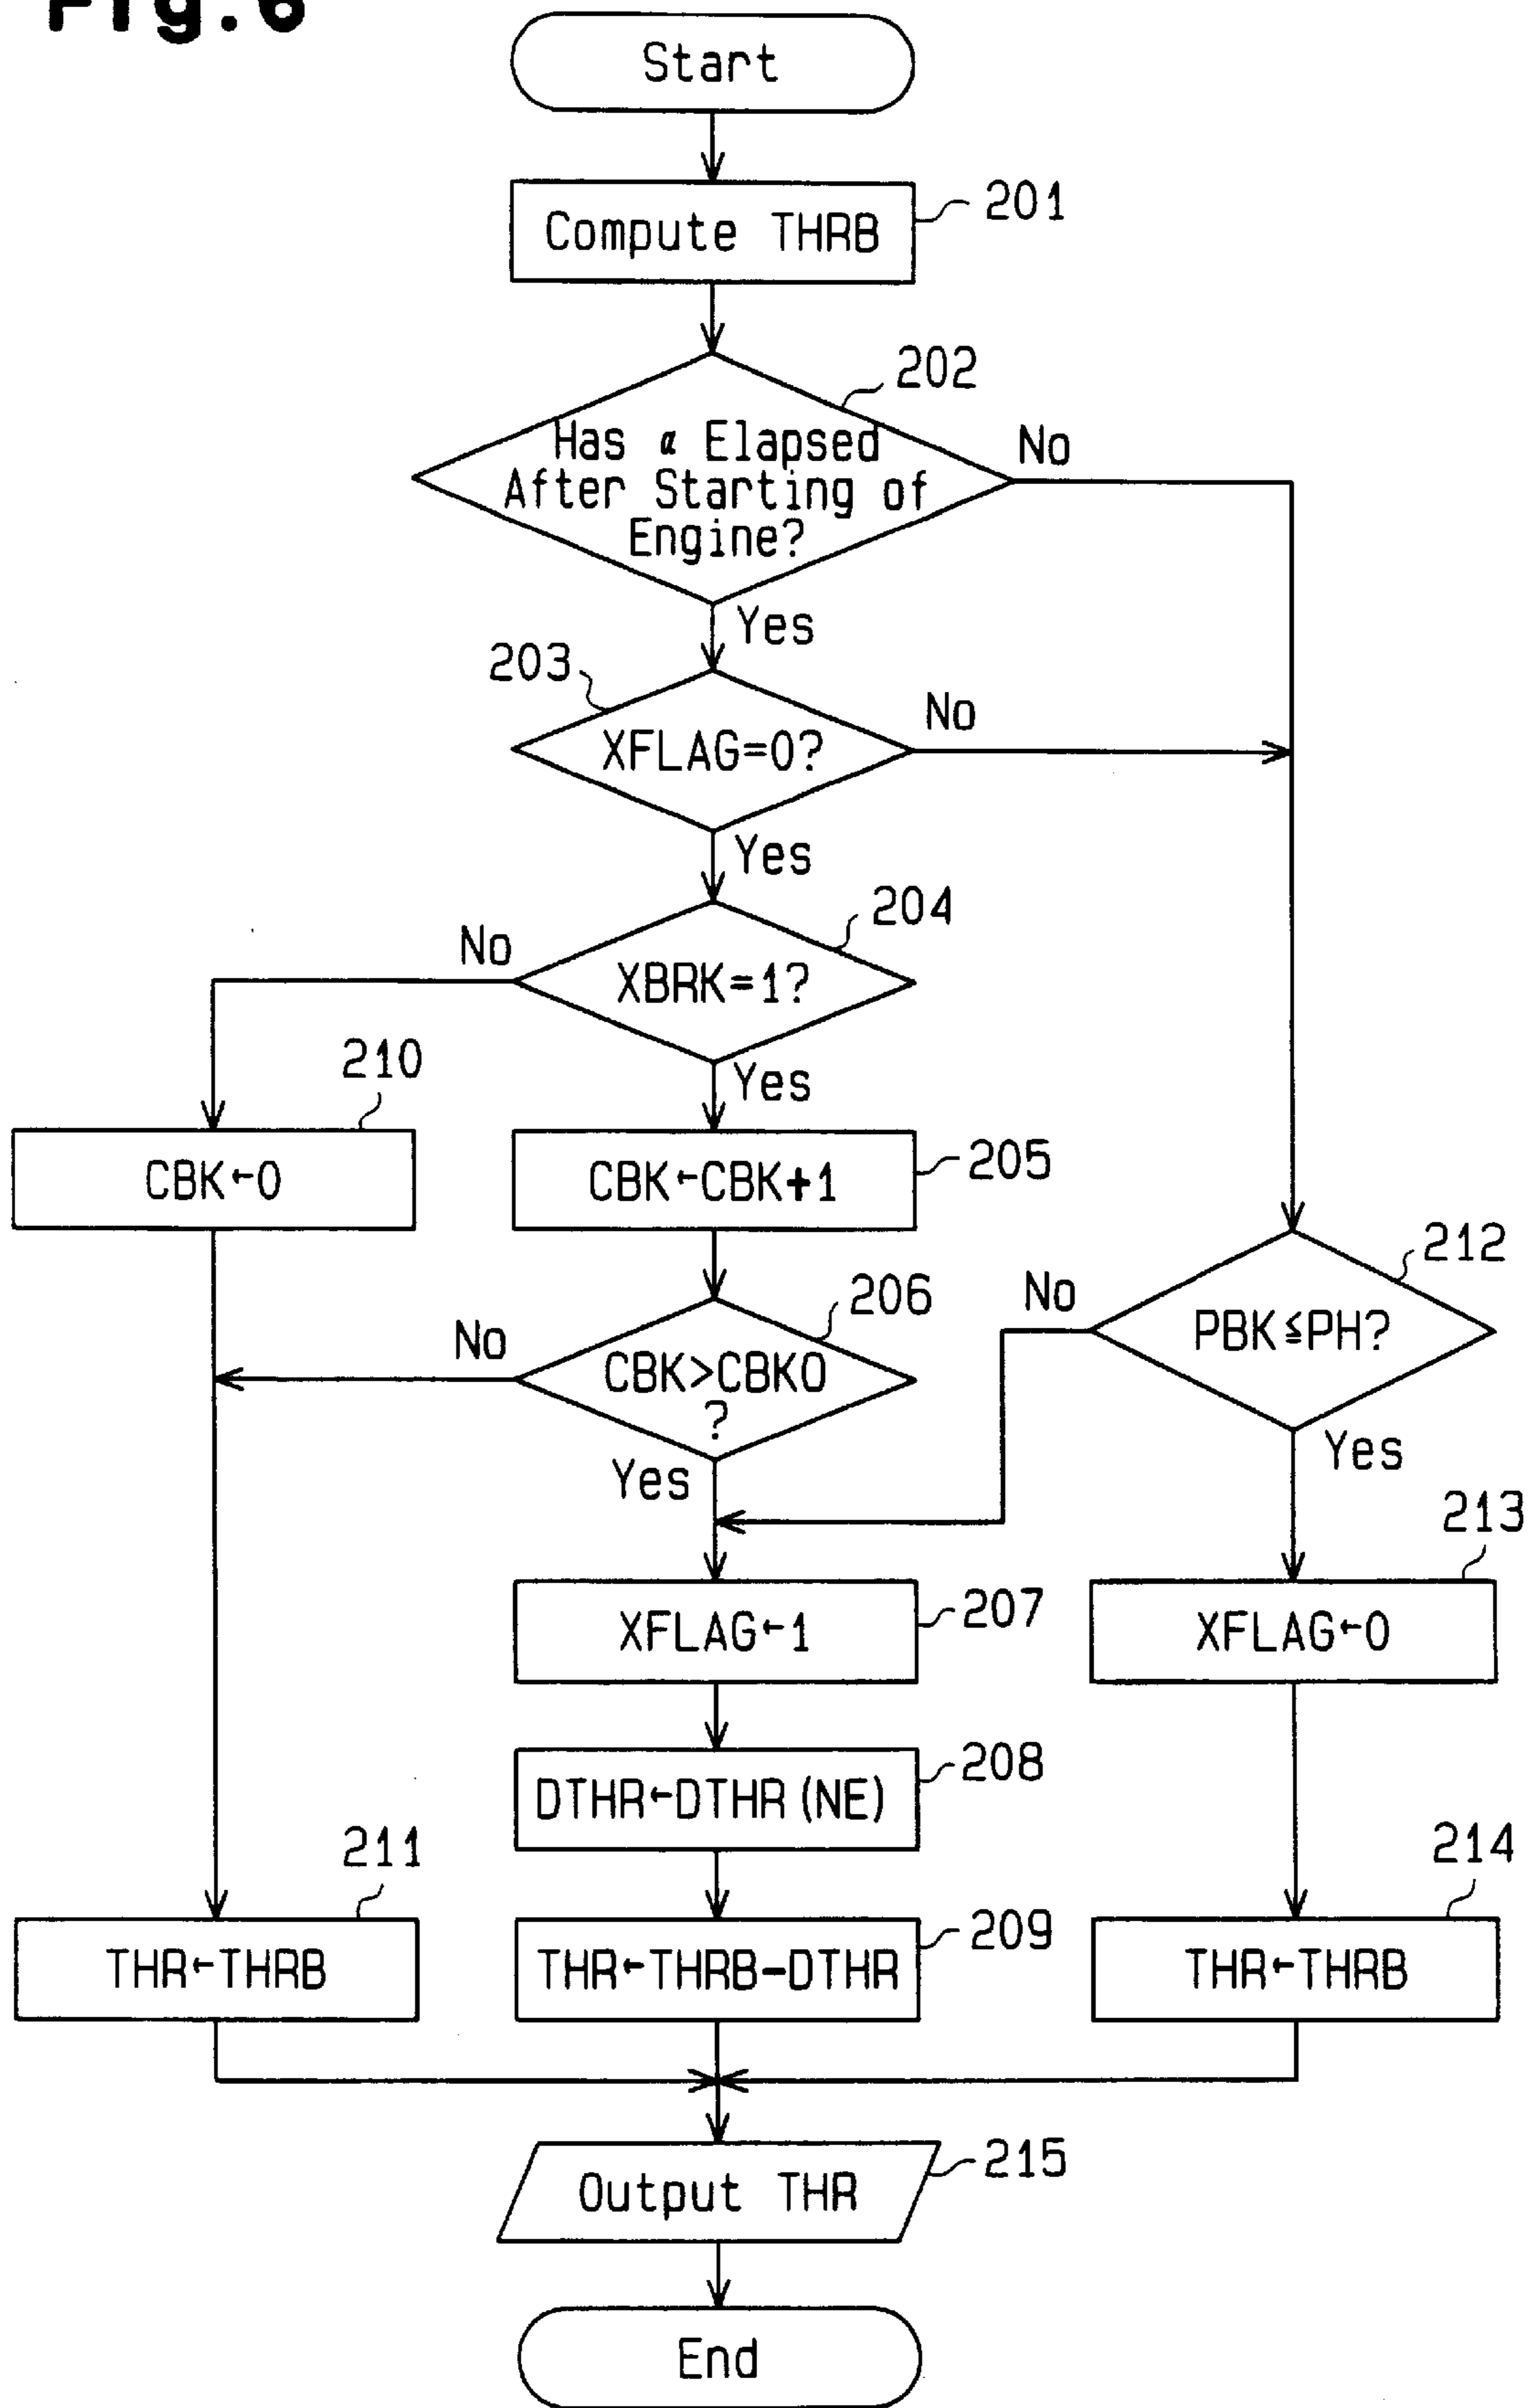 Fig.6
Start
Compute THRB
201
202
Has α Elapsed
After Starting of
Engine?
No
Yes
203
XFLAG=0?
No
Yes
204
No
XBRK=1?
Yes
210
CBK←0
CBK←CBK+1
205
212
206
No
PBK≦PH?
No
CBK>CBK0
?
Yes
Yes
213
XFLAG←1
207
XFLAG←0
DTHR←DTHR(NE)
208
211
214
THR←THRB
THR←THRB-DTHR
209
THR←THRB
Output THR
215
End